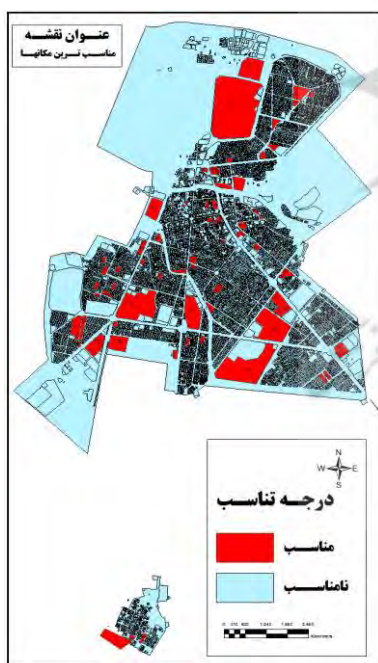 عنوان نقشه
مناسب ترین مکانها
N
W E
S
درجه تناسب
مناسب
نامناسب